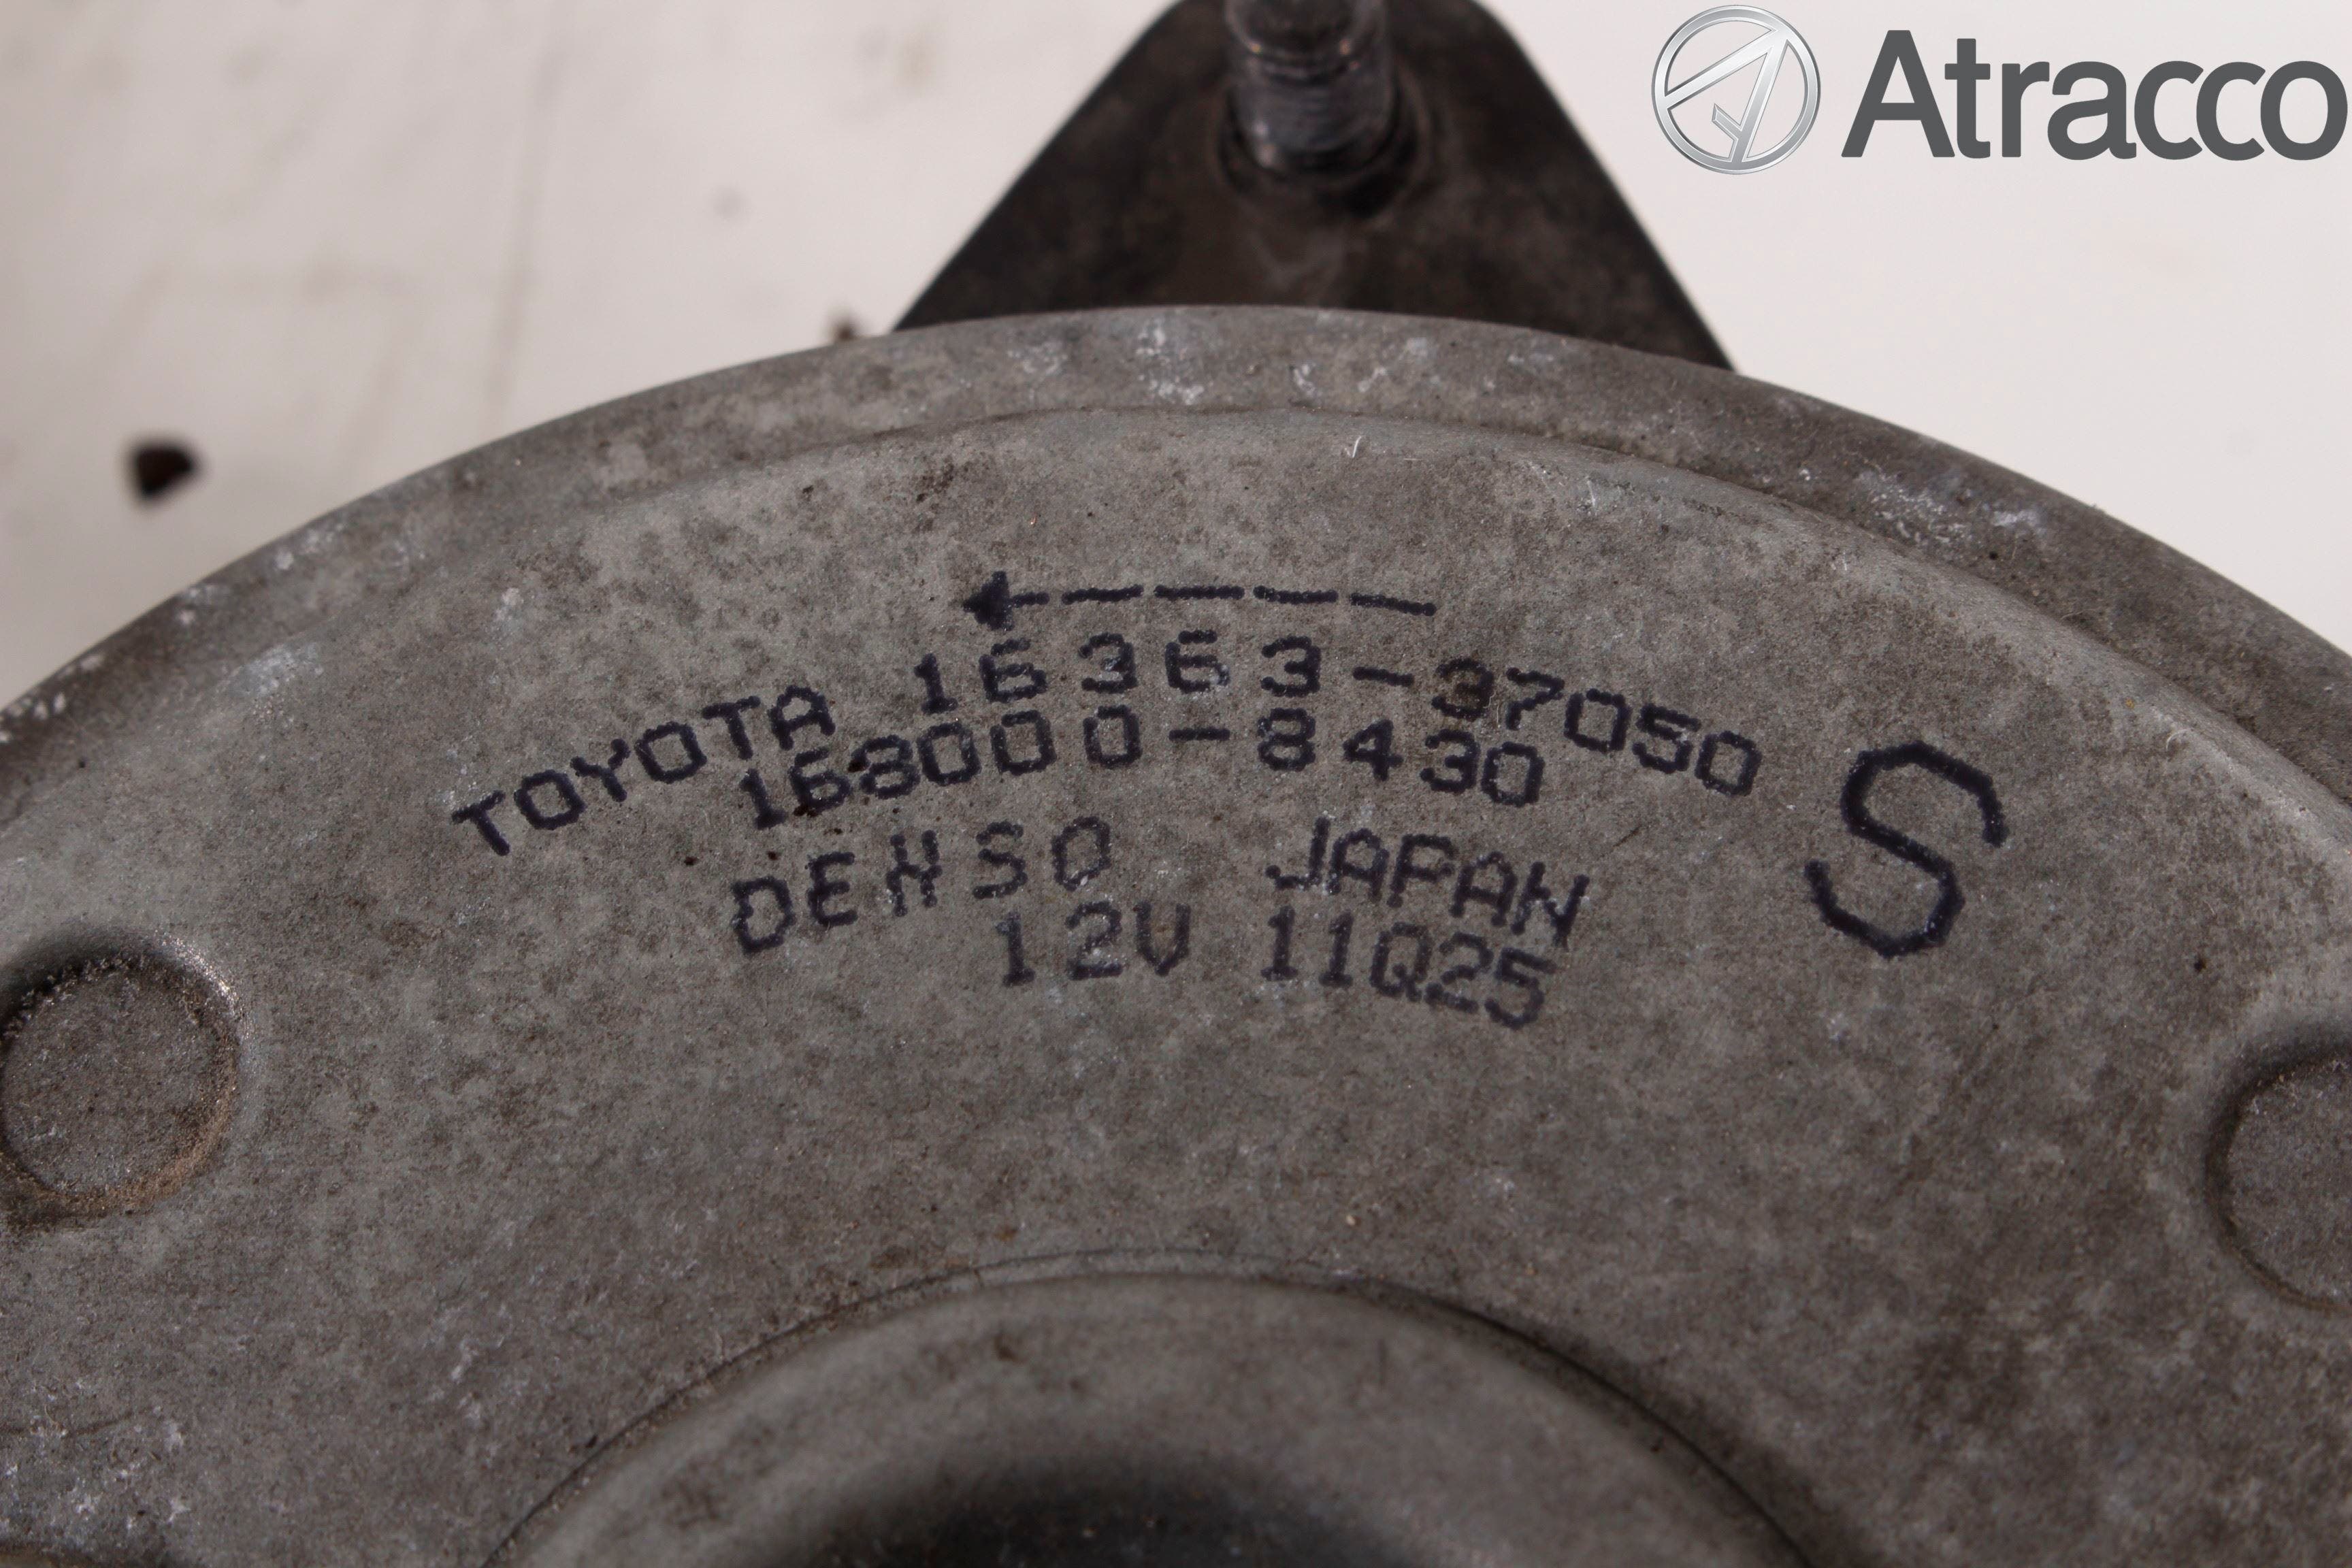 Atracco
TOYOTA 16363-37050
168000-8430
S
DENSO JAPAN
12V 11Q25